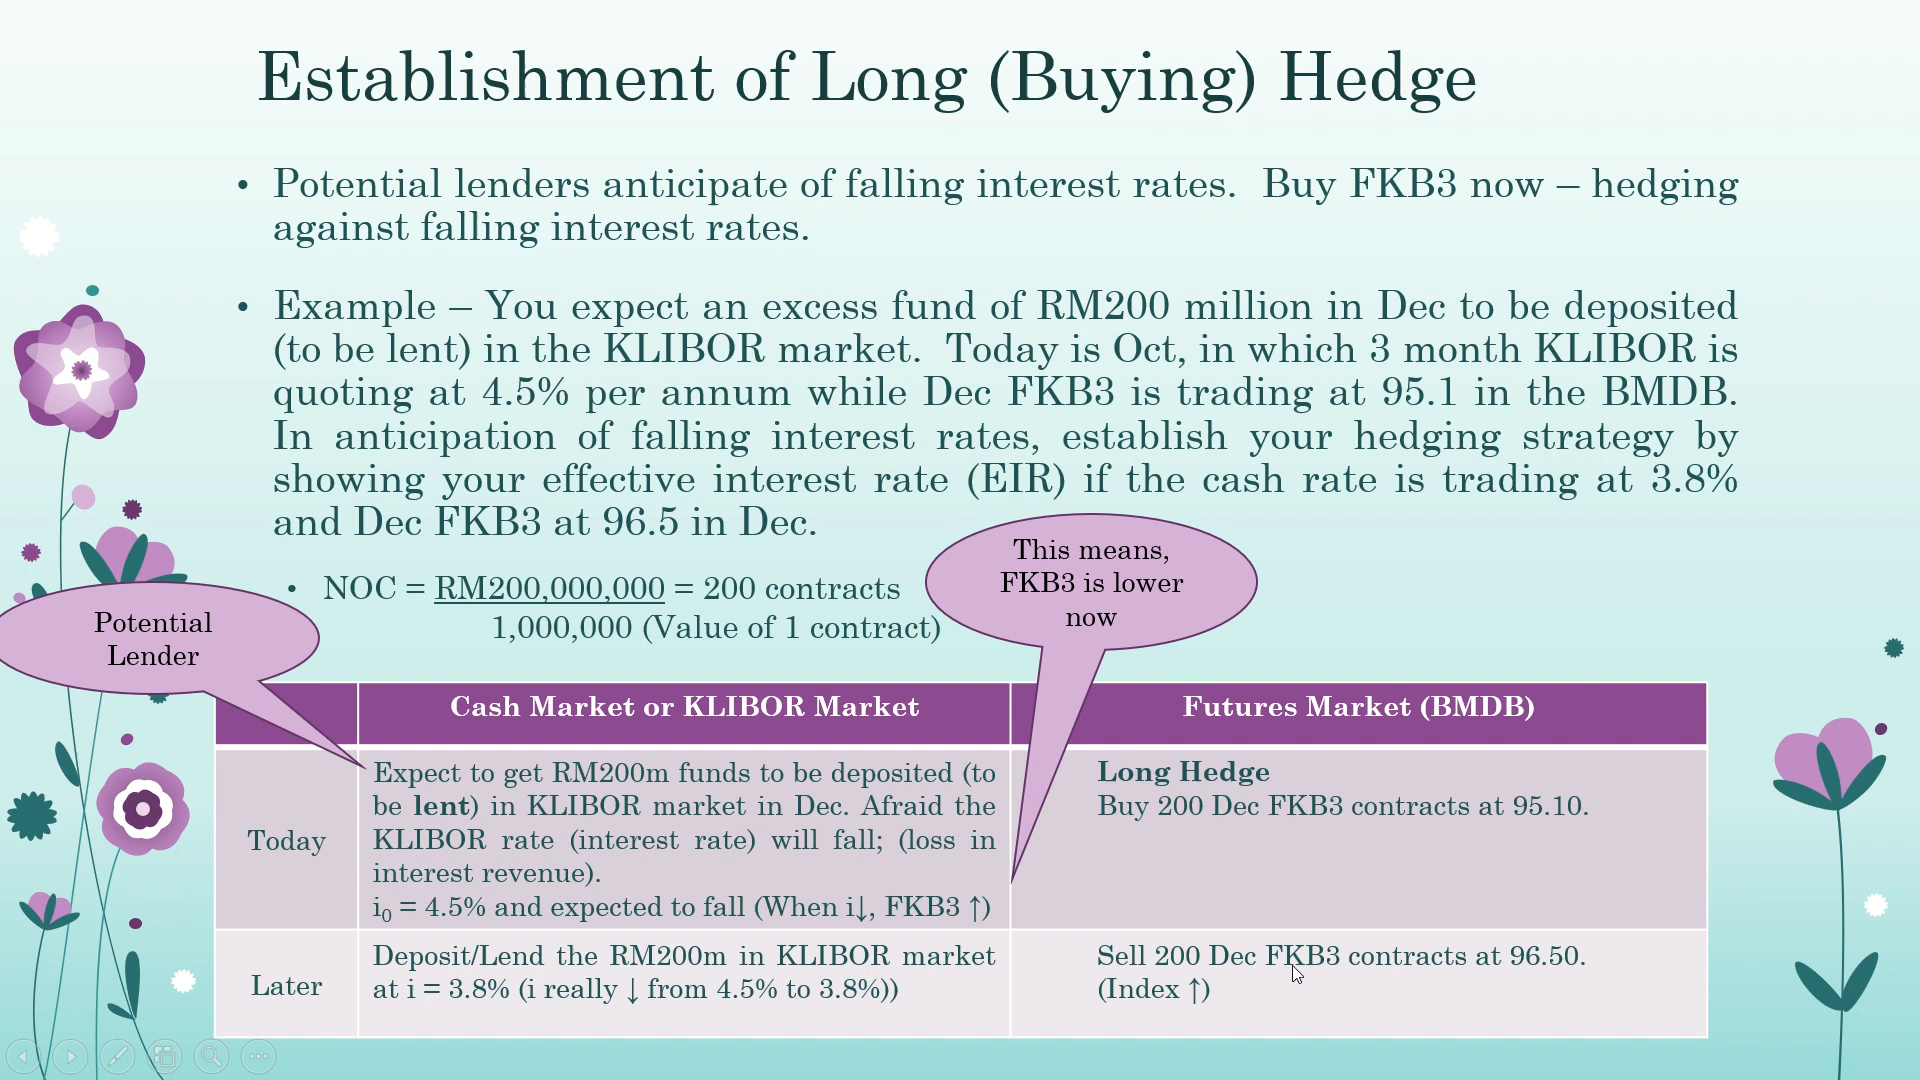 Establishment of Long (Buying) Hedge
• Potential lenders anticipate of falling interest rates. Buy FKB3 now – hedging
against falling interest rates.
• Example – You expect an excess fund of RM200 million in Dec to be deposited
(to be lent) in the KLIBOR market. Today is Oct, in which 3 month KLIBOR is
quoting at 4.5% per annum while Dec FKB3 is trading at 95.1 in the BMDB.
In anticipation of falling interest rates, establish your hedging strategy by
showing your effective interest rate (EIR) if the cash rate is trading at 3.8%
and Dec FKB3 at 96.5 in Dec.
• NOC = RM200,000,000 = 200 contracts
1,000,000 (Value of 1 contract)
This means,
FKB3 is lower
now
Potential
Lender
Cash Market or KLIBOR Market
Futures Market (BMDB)
Today
Expect to get RM200m funds to be deposited (to
be lent) in KLIBOR market in Dec. Afraid the
KLIBOR rate (interest rate) will fall; (loss in
interest revenue).
i₀ = 4.5% and expected to fall (When i↓, FKB3 ↑)
Long Hedge
Buy 200 Dec FKB3 contracts at 95.10.
Later
Deposit/Lend the RM200m in KLIBOR market
at i = 3.8% (i really ↓ from 4.5% to 3.8%))
Sell 200 Dec FKB3 contracts at 96.50.
(Index ↑)